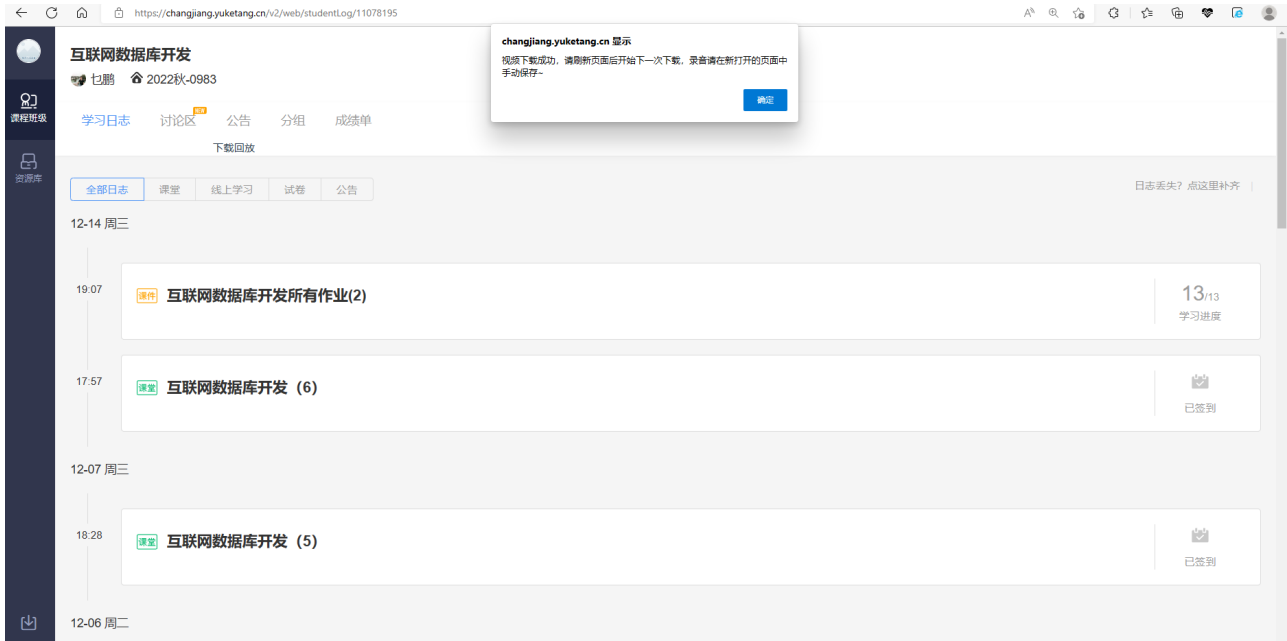 https://changjiang.yuketang.cn/v2/web/studentLog/11078195
changjiang.yuketang.cn 显示
视频下载成功，请刷新页面后开始下一次下载，录音请在新打开的页面中
手动保存~
确定
课程班级
资源库
互联网数据库开发
乜鹏 2022秋-0983
学习日志 讨论区 NEW 公告 分组 成绩单
下载回放
全部日志 课堂 线上学习 试卷 公告
日志丢失？点这里补齐
12-14 周三
19:07 课件 互联网数据库开发所有作业(2) 13/13
学习进度
17:57 课堂 互联网数据库开发（6）
已签到
12-07 周三
18:28 课堂 互联网数据库开发（5）
已签到
12-06 周二